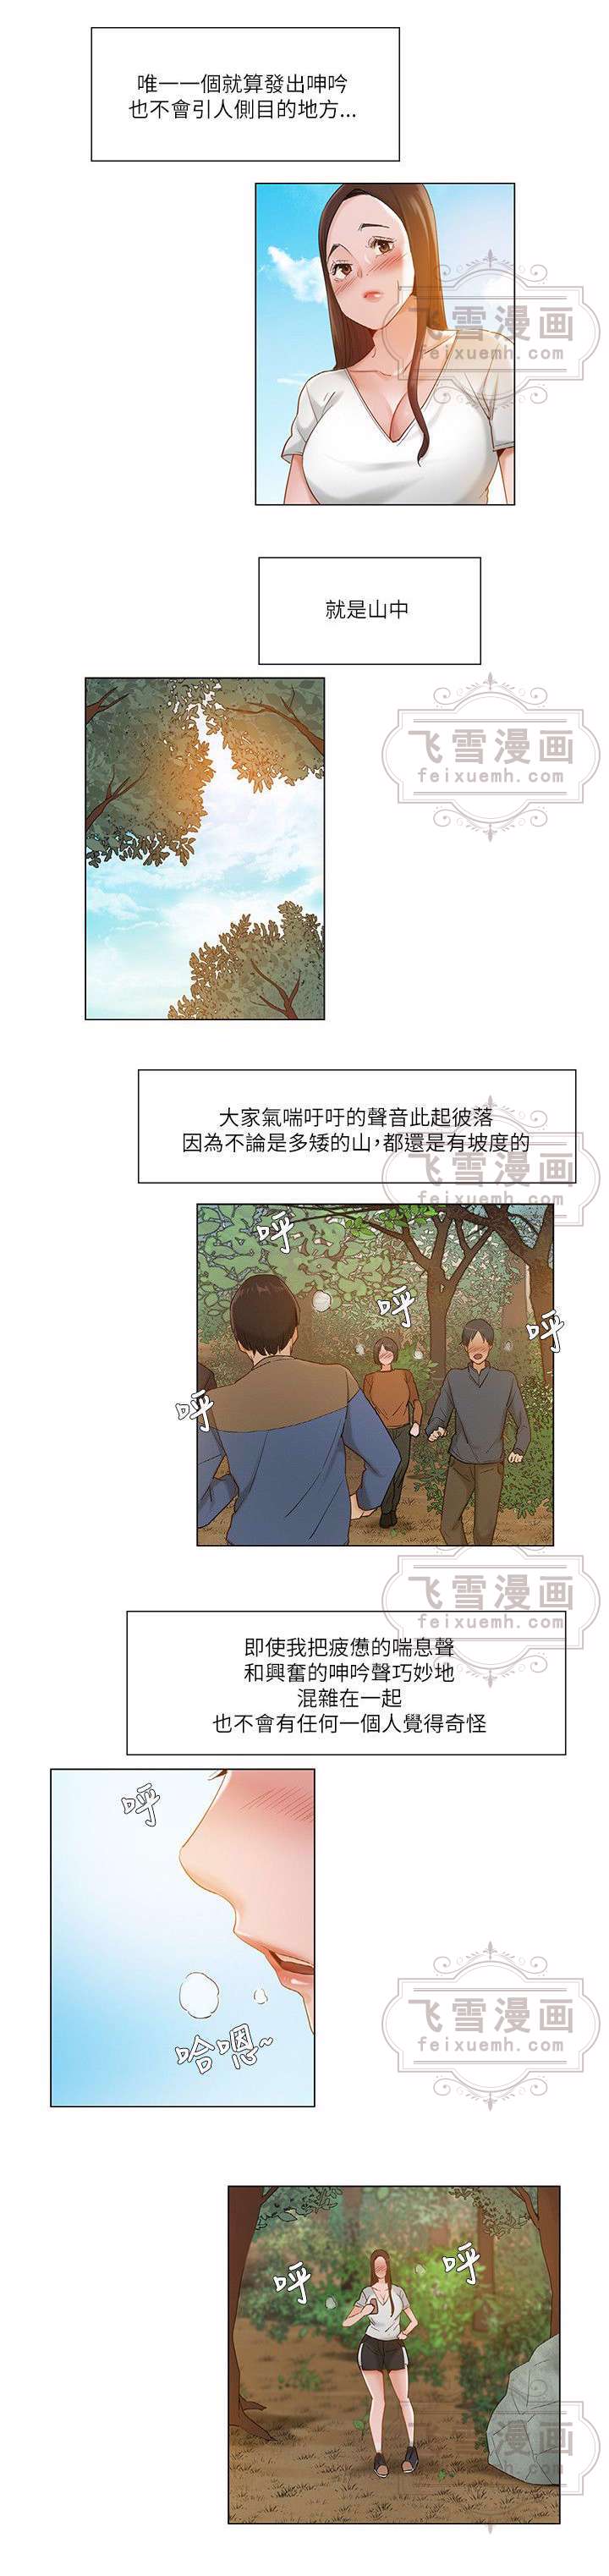 唯一一個就算發出呻吟
也不會引人側目的地方...
飞雪漫画
feixuemh.com
就是山中
飞雪漫画
feixuemh.com
大家氣喘吁吁的聲音此起彼落
因為不論是多矮的山，都還是有坡度的
飞雪漫画
feixuemh.com
呼
呼
呼
呼
飞雪漫画
feixuemh.com
即使我把疲憊的喘息聲
和興奮的呻吟聲巧妙地
混雜在一起
也不會有任何一個人覺得奇怪
呼
哈嗯~
飞雪漫画
feixuemh.com
呼
呼
飞雪漫画
feixuemh.com